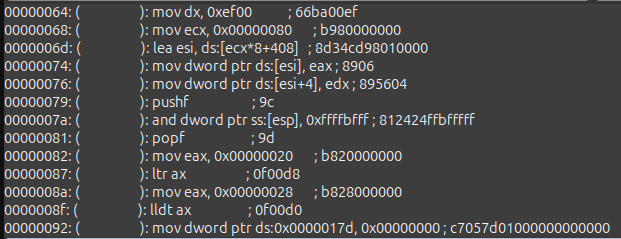 00000064: ( ): mov dx, 0xef00 ; 66ba00ef
00000068: ( ): mov ecx, 0x00000080 ; b980000000
0000006d: ( ): lea esi, ds:[ecx*8+408] ; 8d34cd98010000
00000074: ( ): mov dword ptr ds:[esi], eax ; 8906
00000076: ( ): mov dword ptr ds:[esi+4], edx ; 895604
00000079: ( ): pushf ; 9c
0000007a: ( ): and dword ptr ss:[esp], 0xffffbfff ; 812424ffbfffff
00000081: ( ): popf ; 9d
00000082: ( ): mov eax, 0x00000020 ; b820000000
00000087: ( ): ltr ax ; 0f00d8
0000008a: ( ): mov eax, 0x00000028 ; b828000000
0000008f: ( ): lldt ax ; 0f00d0
00000092: ( ): mov dword ptr ds:0x0000017d, 0x00000000 ; c7057d01000000000000